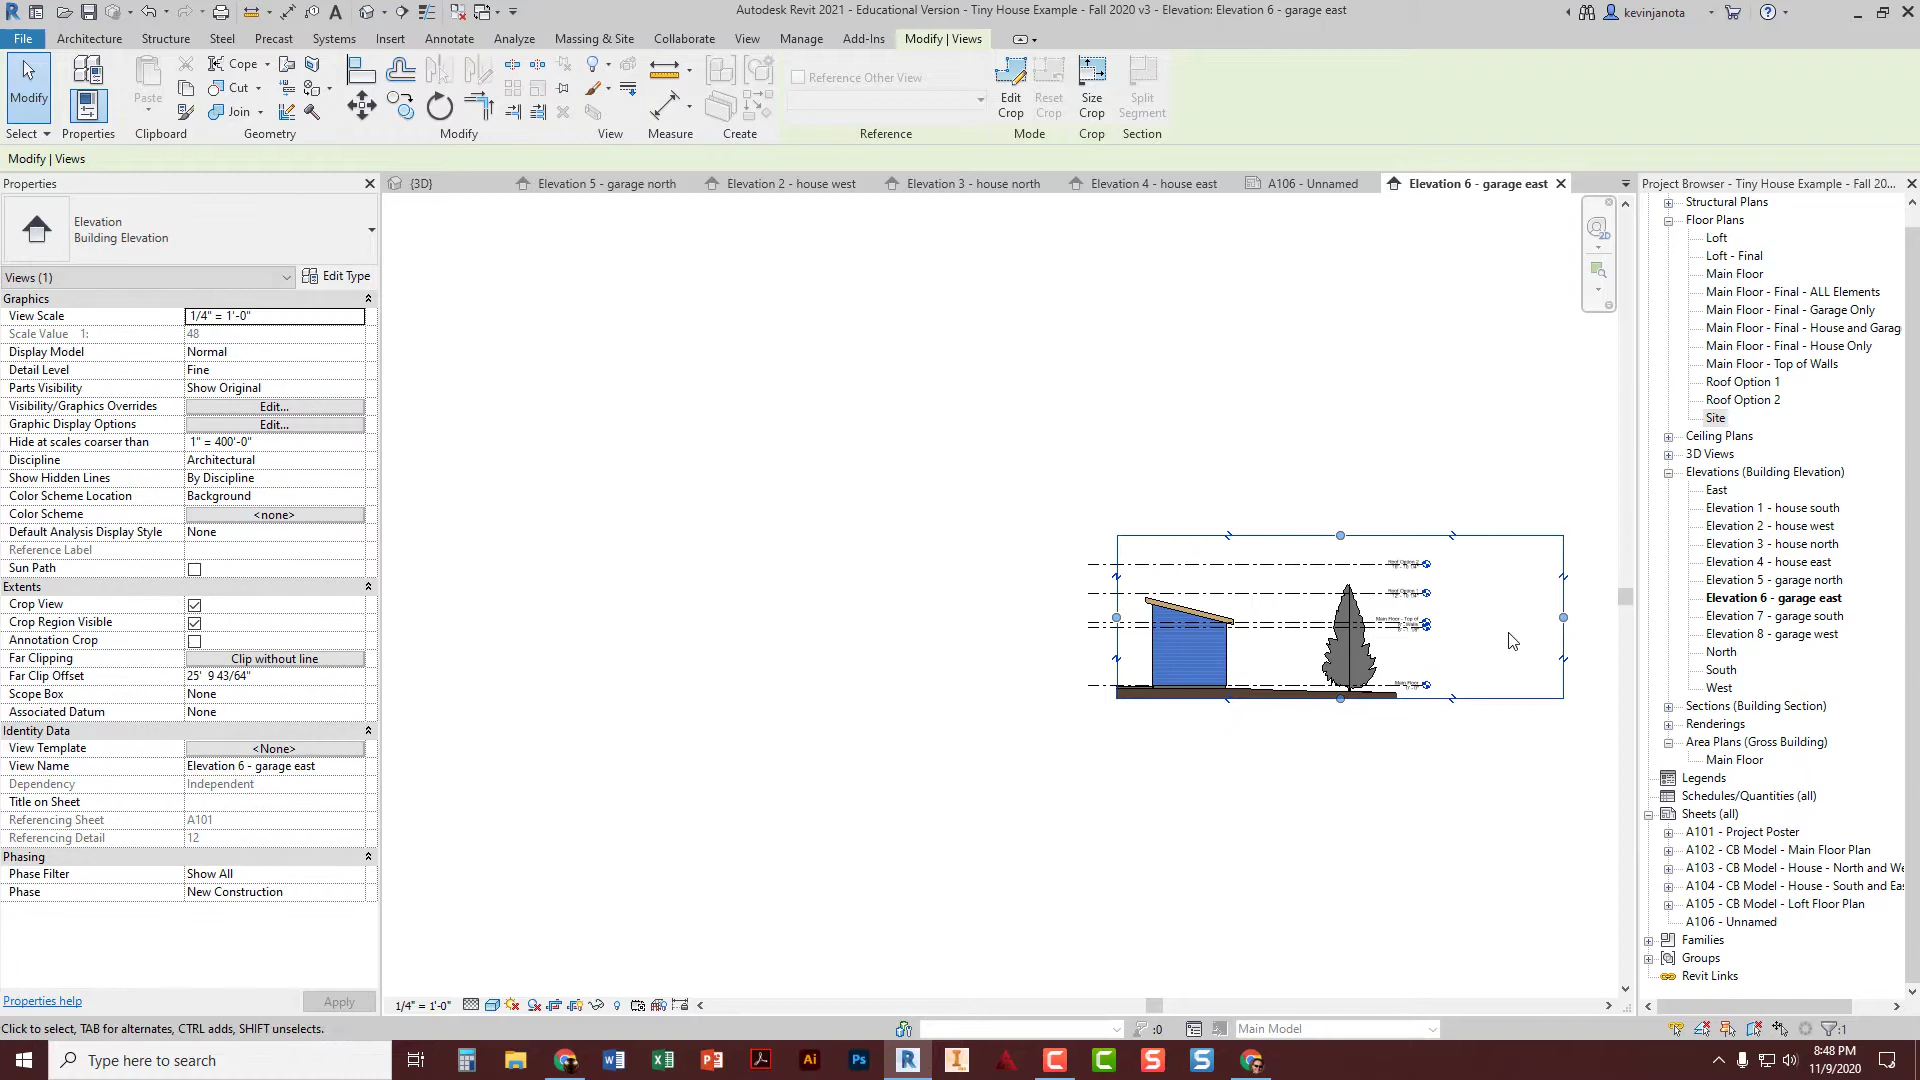 Autodesk Revit 2021 - Educational Version - Tiny House Example - Fall 2020 v3 - Elevation: Elevation 6 - garage east
kevinjanota
File Architecture Structure Steel Precast Systems Insert Annotate Analyze Massing & Site Collaborate View Manage Add-Ins Modify | Views
Modify
Paste
Cope
Cut
Join
Reference Other View
Edit Crop
Reset Crop
Size Crop
Split Segment
Select Properties Clipboard Geometry Modify View Measure Create Reference Mode Crop Section
Modify | Views
Properties
{3D} Elevation 5 - garage north Elevation 2 - house west Elevation 3 - house north Elevation 4 - house east A106 - Unnamed Elevation 6 - garage east
Project Browser - Tiny House Example - Fall 20...
Elevation
Building Elevation
Views (1) Edit Type
Graphics
View Scale 1/4" = 1'-0"
Scale Value 1: 48
Display Model Normal
Detail Level Fine
Parts Visibility Show Original
Visibility/Graphics Overrides Edit...
Graphic Display Options Edit...
Hide at scales coarser than 1" = 400'-0"
Discipline Architectural
Show Hidden Lines By Discipline
Color Scheme Location Background
Color Scheme <none>
Default Analysis Display Style None
Reference Label
Sun Path
Extents
Crop View
Crop Region Visible
Annotation Crop
Far Clipping Clip without line
Far Clip Offset 25' 9 43/64"
Scope Box None
Associated Datum None
Identity Data
View Template <None>
View Name Elevation 6 - garage east
Dependency Independent
Title on Sheet
Referencing Sheet A101
Referencing Detail 12
Phasing
Phase Filter Show All
Phase New Construction
Properties help Apply
2D
Main Floor
Structural Plans
Floor Plans
Loft
Loft - Final
Main Floor
Main Floor - Final - ALL Elements
Main Floor - Final - Garage Only
Main Floor - Final - House and Garag
Main Floor - Final - House Only
Main Floor - Top of Walls
Roof Option 1
Roof Option 2
Site
Ceiling Plans
3D Views
Elevations (Building Elevation)
East
Elevation 1 - house south
Elevation 2 - house west
Elevation 3 - house north
Elevation 4 - house east
Elevation 5 - garage north
Elevation 6 - garage east
Elevation 7 - garage south
Elevation 8 - garage west
North
South
West
Sections (Building Section)
Renderings
Area Plans (Gross Building)
Main Floor
Legends
Schedules/Quantities (all)
Sheets (all)
A101 - Project Poster
A102 - CB Model - Main Floor Plan
A103 - CB Model - House - North and We
A104 - CB Model - House - South and Eas
A105 - CB Model - Loft Floor Plan
A106 - Unnamed
Families
Groups
Revit Links
1/4" = 1'-0"
Click to select, TAB for alternates, CTRL adds, SHIFT unselects.
:0
Main Model
:1
Type here to search
8:48 PM
11/9/2020